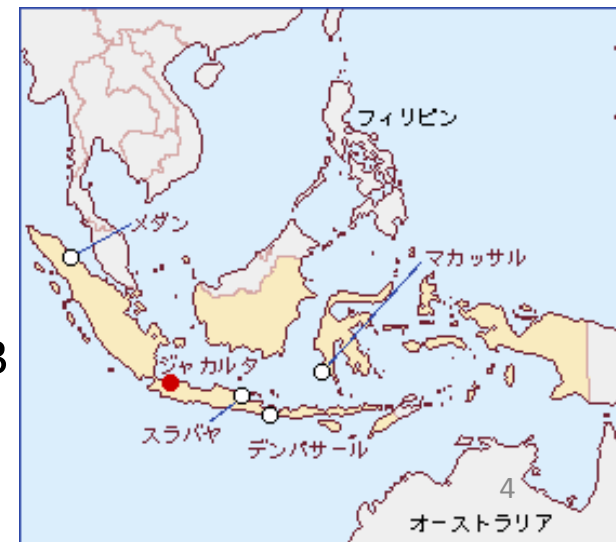 フィリピン
メダン
マカッサル
3
ジャカルタ
スラバヤ
デンパサール
4
オーストラリア